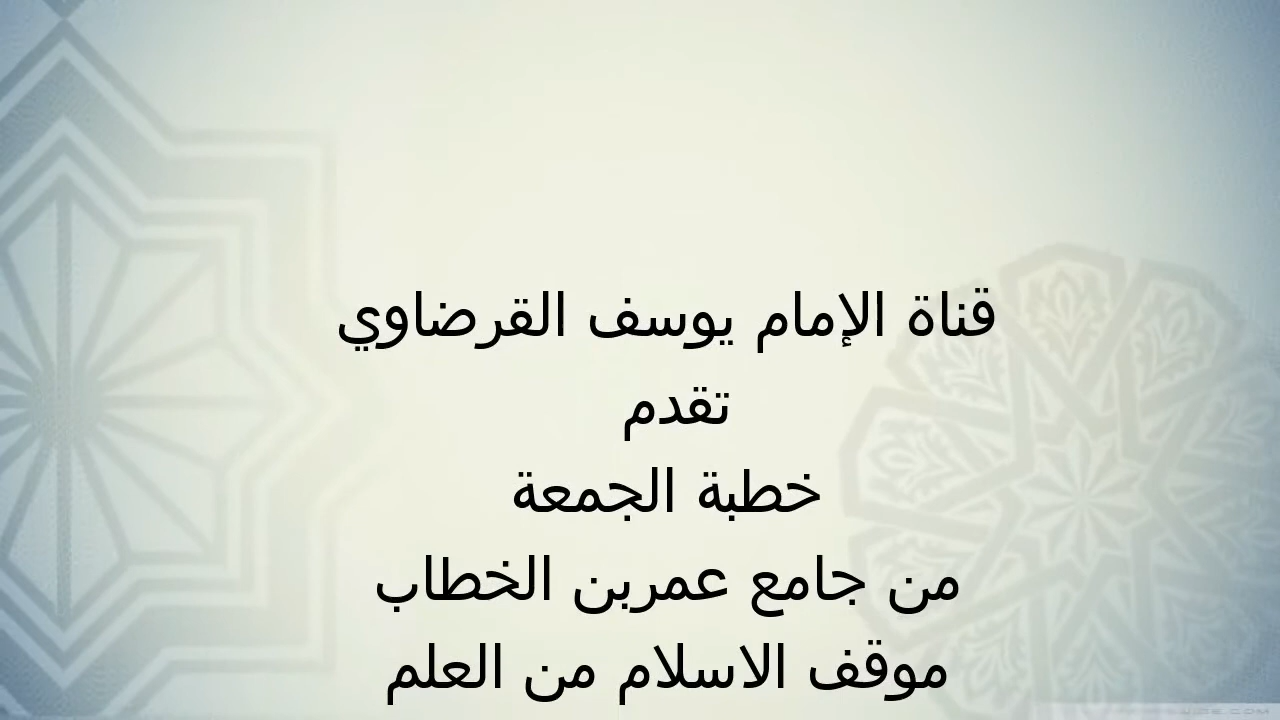 قناة الإمام يوسف القرضاوي
تقدم
خطبة الجمعة
من جامع عمربن الخطاب
موقف الاسلام من العلم